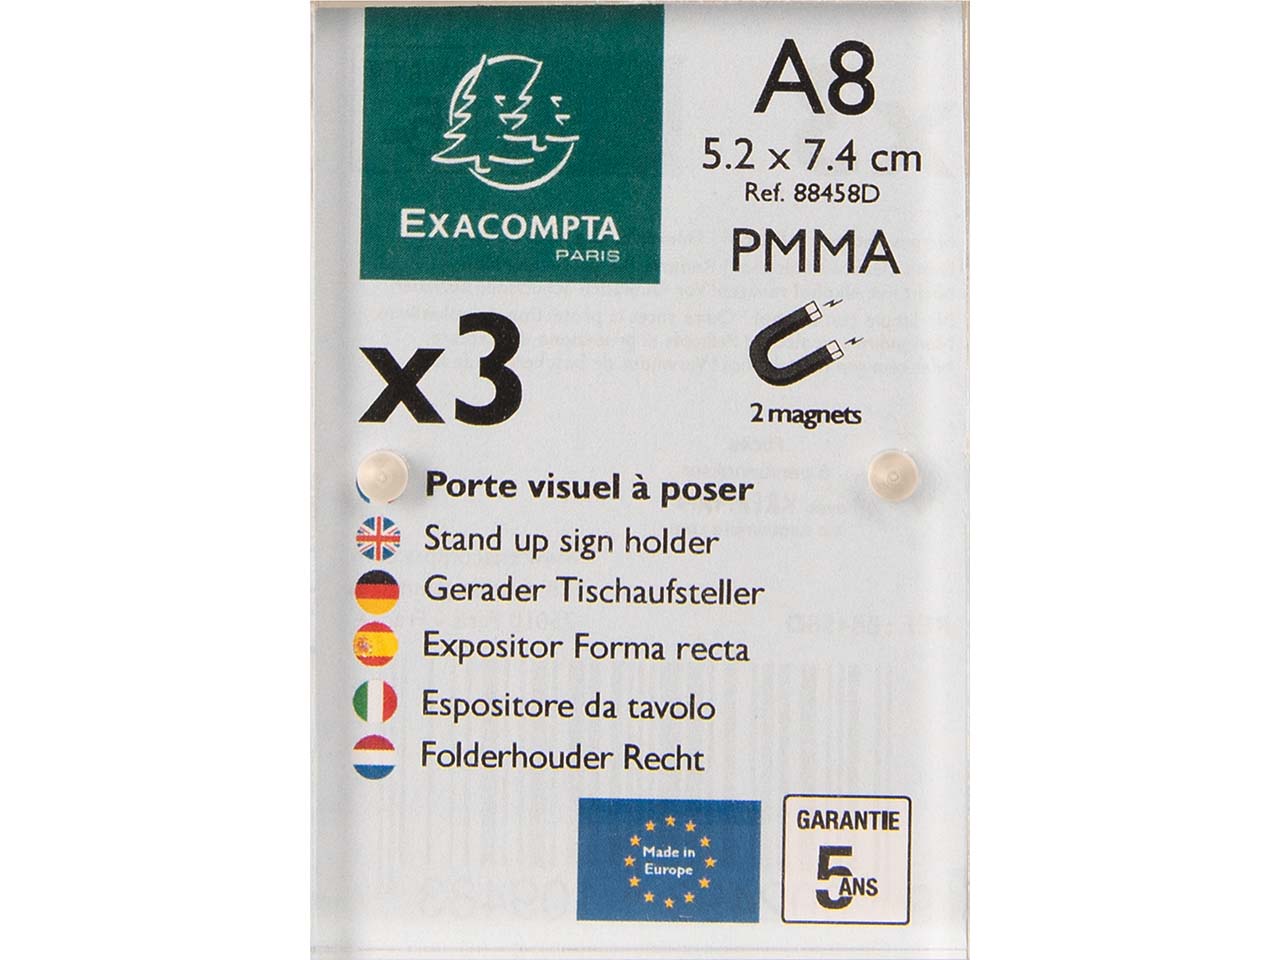 EXACOMPTA
PARIS
A8
5.2 x 7.4 cm
Ref. 88458D
PMMA
x3
2 magnets
Porte visuel à poser
Stand up sign holder
Gerader Tischaufsteller
Expositor Forma recta
Espositore da tavolo
Folderhouder Recht
Made in
Europe
GARANTIE
5 ANS